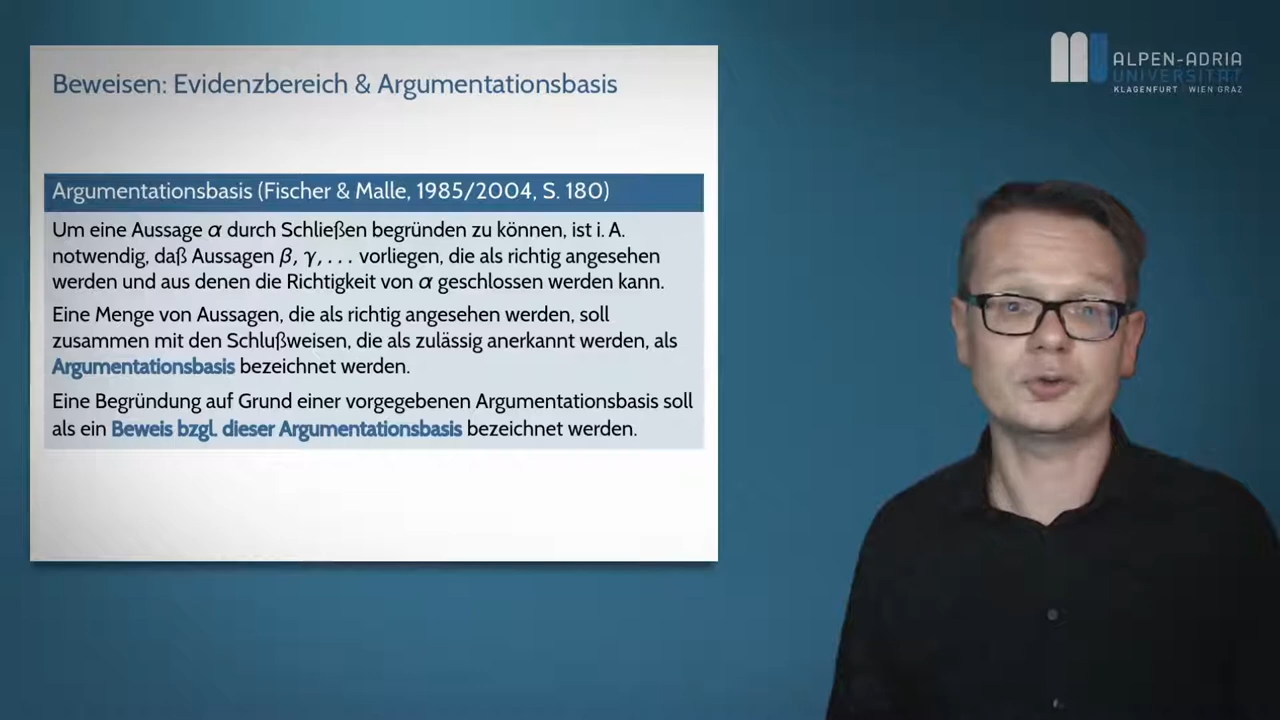 Beweisen: Evidenzbereich & Argumentationsbasis
Argumentationsbasis (Fischer & Malle, 1985/2004, S. 180)
Um eine Aussage α durch Schließen begründen zu können, ist i. A.
notwendig, daß Aussagen β, γ, . . . vorliegen, die als richtig angesehen
werden und aus denen die Richtigkeit von α geschlossen werden kann.
Eine Menge von Aussagen, die als richtig angesehen werden, soll
zusammen mit den Schlußweisen, die als zulässig anerkannt werden, als
Argumentationsbasis bezeichnet werden.
Eine Begründung auf Grund einer vorgegebenen Argumentationsbasis soll
als ein Beweis bzgl. dieser Argumentationsbasis bezeichnet werden.
ALPEN-ADRIA
UNIVERSITÄT
KLAGENFURT | WIEN GRAZ